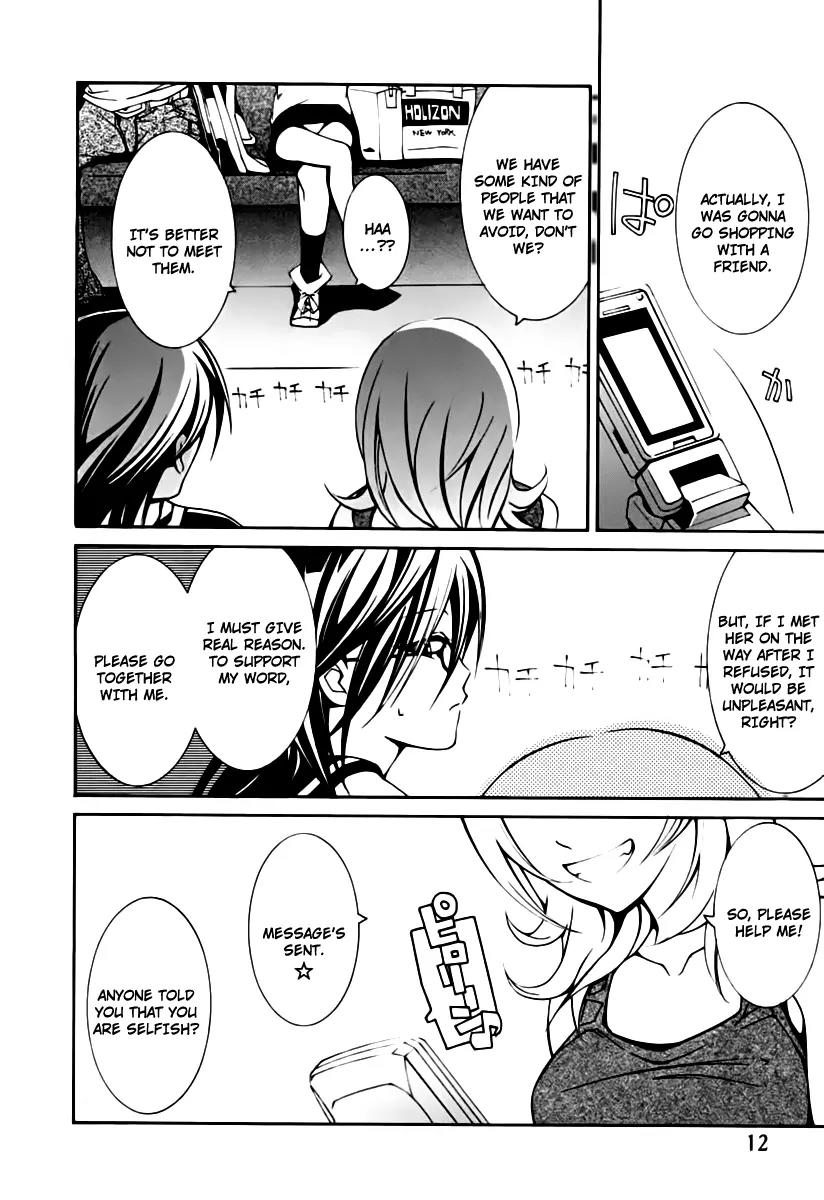 ACTUALLY, I
WAS GONNA
GO SHOPPING
WITH A
FRIEND.
ぱ
カ
WE HAVE
SOME KIND OF
PEOPLE THAT
WE WANT TO
AVOID, DON'T
WE?
HOLIZON
NEW YORK
HAA
...??
IT'S BETTER
NOT TO MEET
THEM.
カチ カチ
カチ カチ カチ
BUT, IF I MET
HER ON THE
WAY AFTER I
REFUSED, IT
WOULD BE
UNPLEASANT,
RIGHT?
カチ カチ カチ カチ
I MUST GIVE
REAL REASON.
TO SUPPORT
MY WORD,
PLEASE GO
TOGETHER
WITH ME.
SO, PLEASE
HELP ME!
MESSAGE'S
SENT.
☆
ANYONE TOLD
YOU THAT YOU
ARE SELFISH?
12